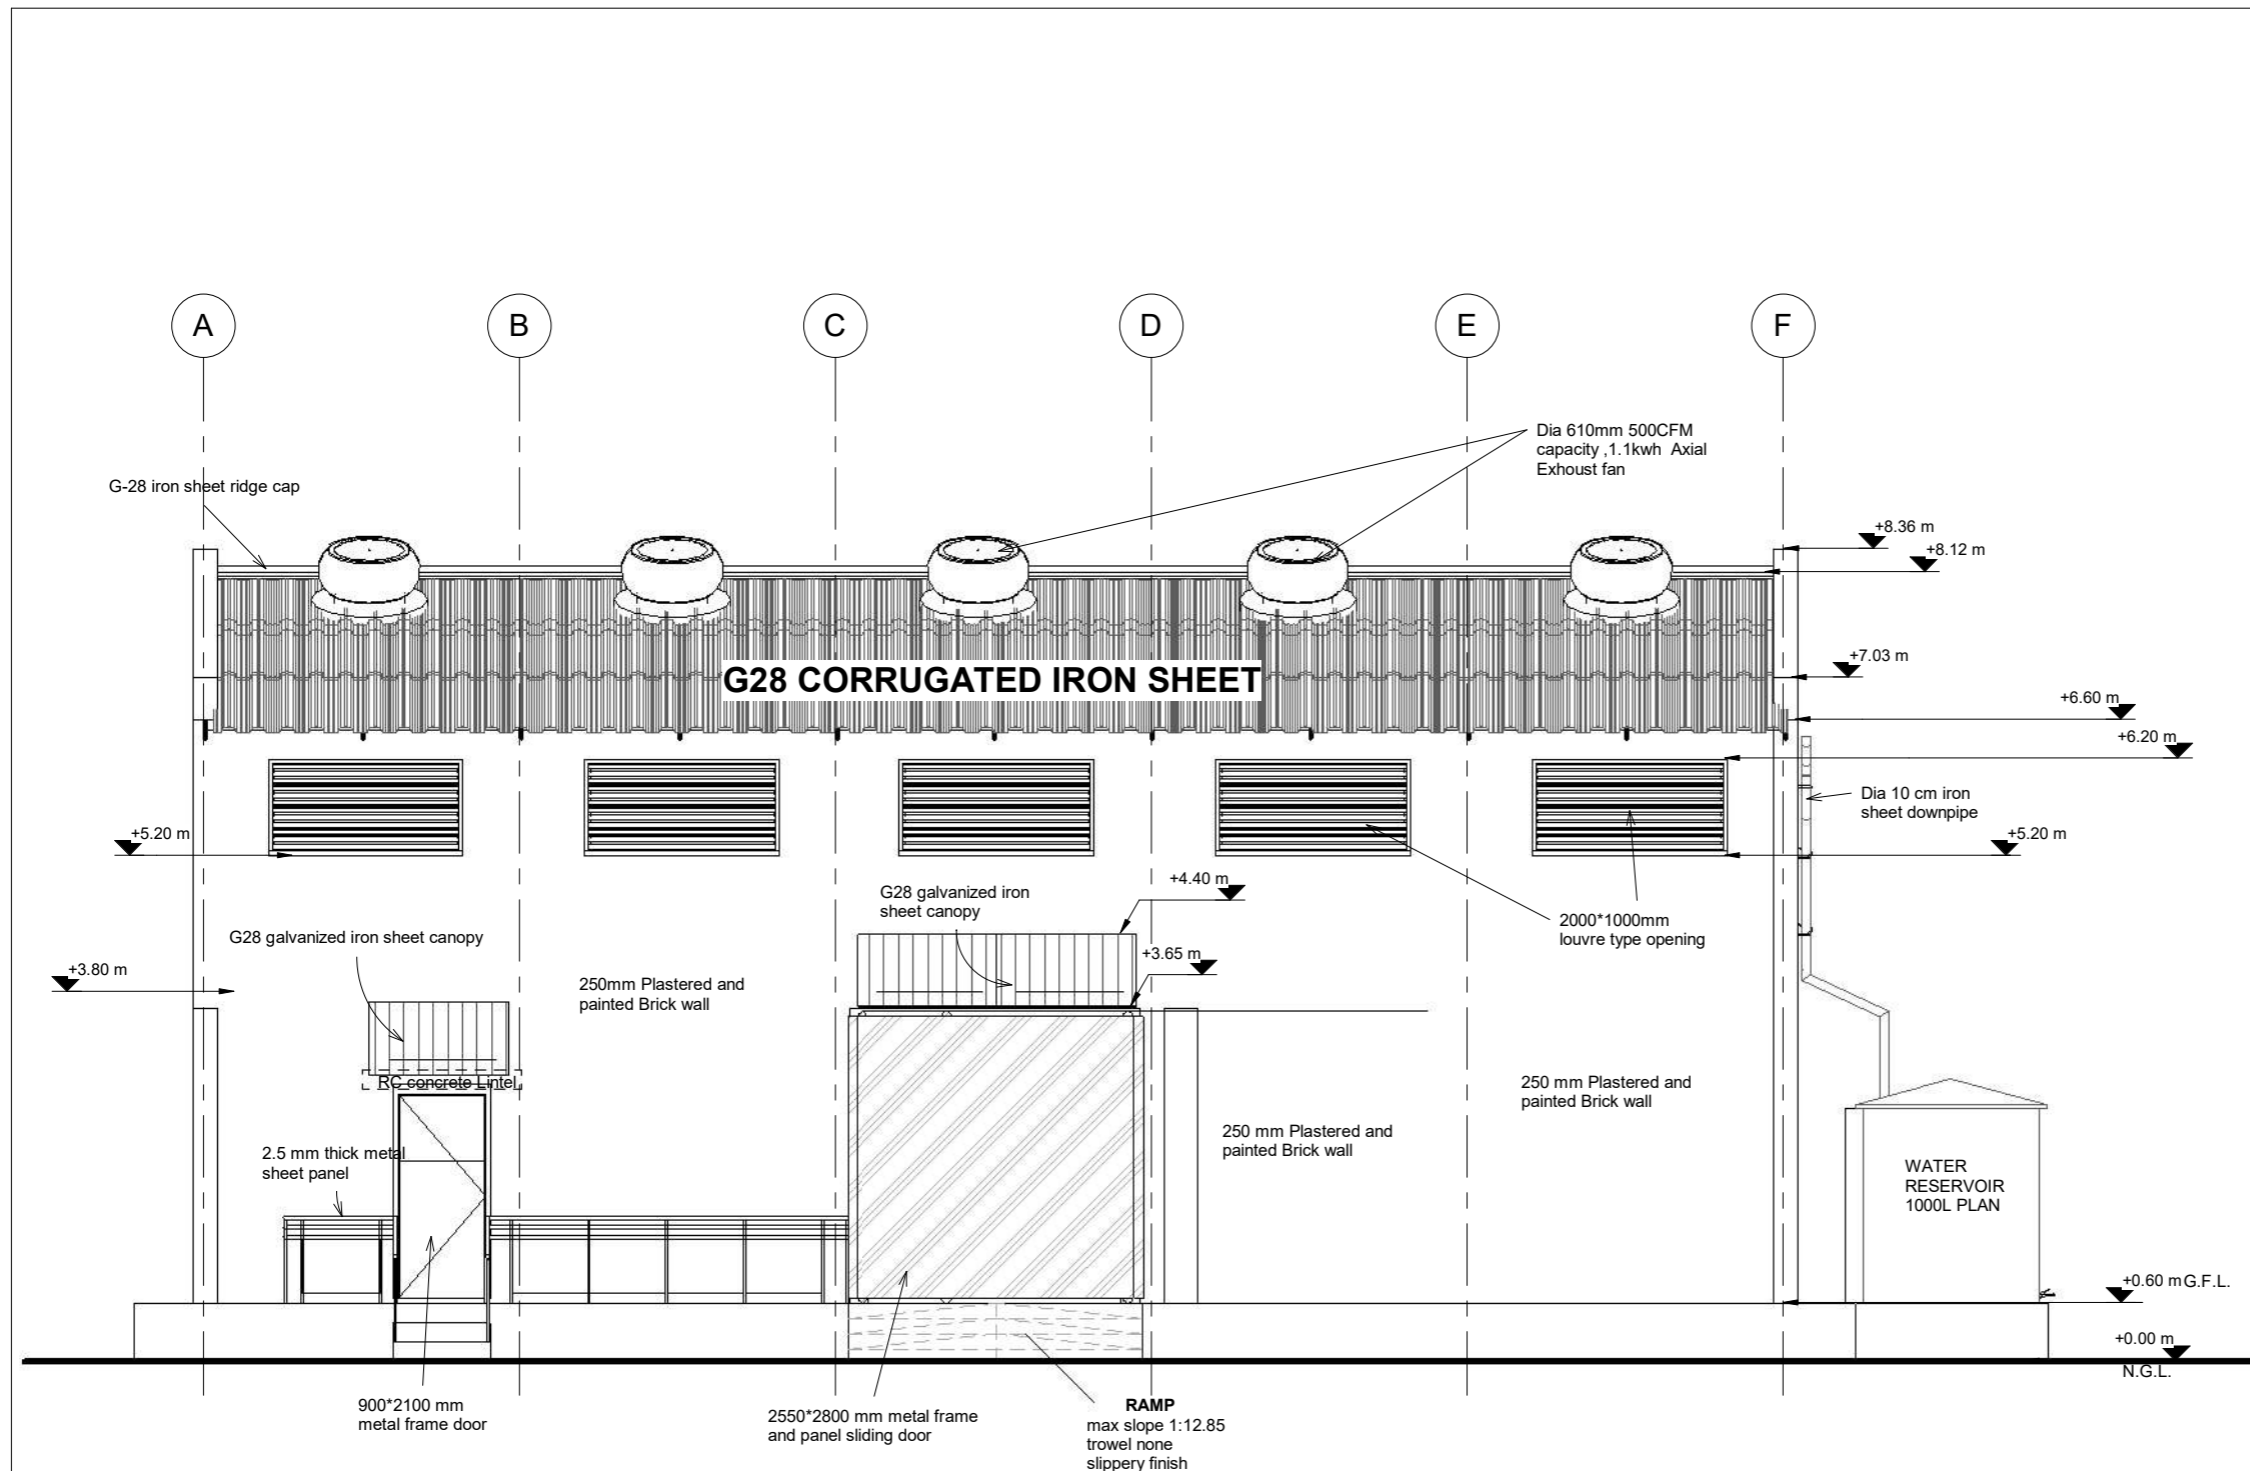 A
B
C
D
E
F
Dia 610mm 500CFM
capacity ,1.1kwh Axial
Exhoust fan
G-28 iron sheet ridge cap
+8.36 m
+8.12 m
G28 CORRUGATED IRON SHEET
+7.03 m
+6.60 m
+6.20 m
Dia 10 cm iron
sheet downpipe
+5.20 m
+5.20 m
+4.40 m
G28 galvanized iron
sheet canopy
2000*1000mm
louvre type opening
G28 galvanized iron sheet canopy
+3.65 m
+3.80 m
250mm Plastered and
painted Brick wall
RC concrete Lintel
250 mm Plastered and
painted Brick wall
250 mm Plastered and
painted Brick wall
2.5 mm thick metal
sheet panel
WATER
RESERVOIR
1000L PLAN
+0.60 m G.F.L.
+0.00 m
N.G.L.
900*2100 mm
metal frame door
2550*2800 mm metal frame
and panel sliding door
RAMP
max slope 1:12.85
trowel none
slippery finish